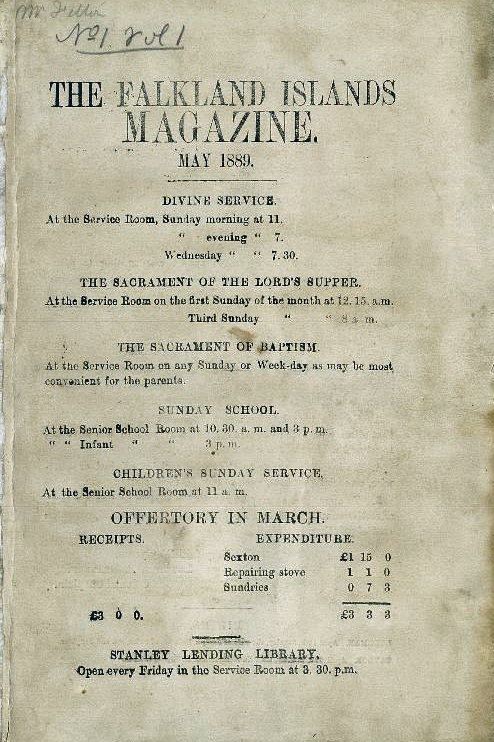 Mr
No 1. Vol 1
THE FALKLAND ISLANDS
MAGAZINE.
MAY 1889.
DIVINE SERVICE.
At the Service Room, Sunday morning at 11.
" evening " 7.
Wednesday " " 7. 30.
THE SACRAMENT OF THE LORD'S SUPPER.
At the Service Room on the first Sunday of the month at 12. 15. a.m.
Third Sunday " " 8 a m.
THE SACRAMENT OF BAPTISM.
At the Service Room on any Sunday or Week-day as may be most
convenient for the parents.
SUNDAY SCHOOL.
At the Senior School Room at 10. 30. a. m. and 3 p. m.
" " Infant " " 3 p. m.
CHILDREN'S SUNDAY SERVICE,
At the Senior School Room at 11 a. m.
OFFERTORY IN MARCH.
RECEIPTS. EXPENDITURE.
Sexton £1 15 0
Repairing stove 1 1 0
Sundries 0 7 3
£3 0 0. £3 3 3
STANLEY LENDING LIBRARY.
Open every Friday in the Service Room at 3. 30. p.m.